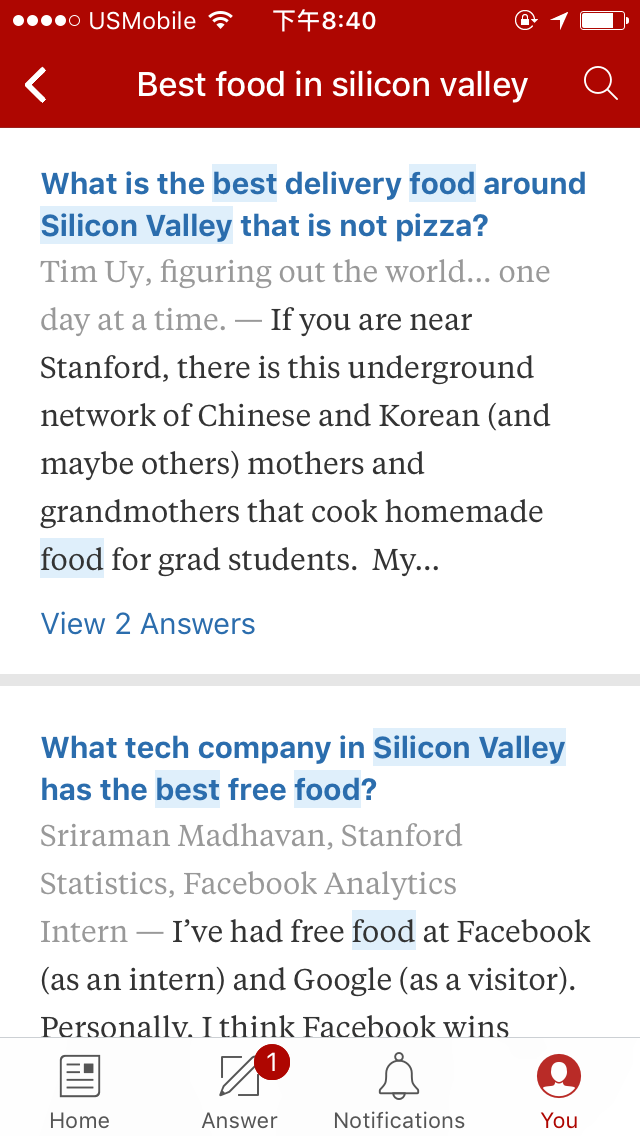 USMobile 下午8:40
Best food in silicon valley
What is the best delivery food around
Silicon Valley that is not pizza?
Tim Uy, figuring out the world... one
day at a time. — If you are near
Stanford, there is this underground
network of Chinese and Korean (and
maybe others) mothers and
grandmothers that cook homemade
food for grad students.  My...
View 2 Answers
What tech company in Silicon Valley
has the best free food?
Sriraman Madhavan, Stanford
Statistics, Facebook Analytics
Intern — I’ve had free food at Facebook
(as an intern) and Google (as a visitor).
Personally, I think Facebook wins
1
Home Answer Notifications You